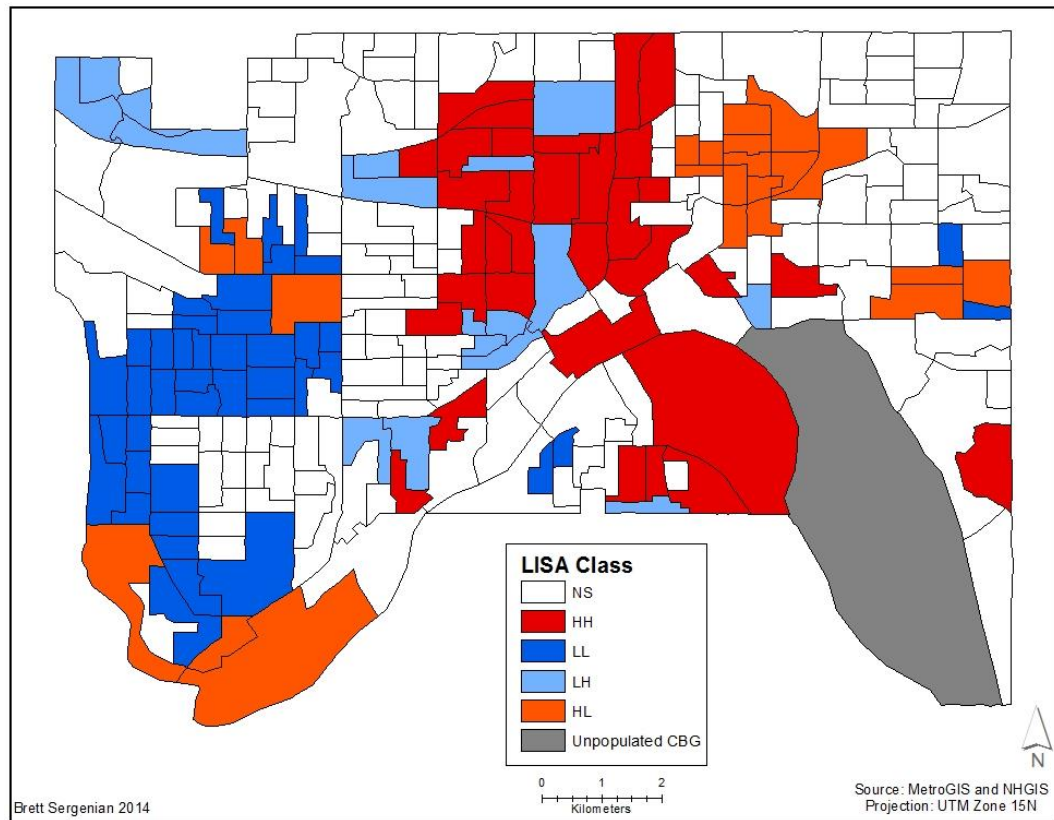 LISA Class
NS
HH
LL
LH
HL
Unpopulated CBG
N
0 1 2
Kilometers
Brett Sergenian 2014
Source: MetroGIS and NHGIS
Projection: UTM Zone 15N